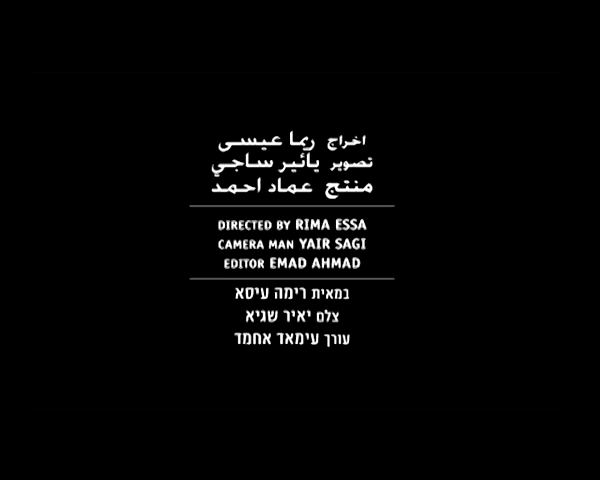 اخراج ريما عيسى
تصوير يائير ساجي
منتج عماد احمد
DIRECTED BY RIMA ESSA
CAMERA MAN YAIR SAGI
EDITOR EMAD AHMAD
במאית רימה עיסא
צלם יאיר שגיא
עורך עימאד אחמד